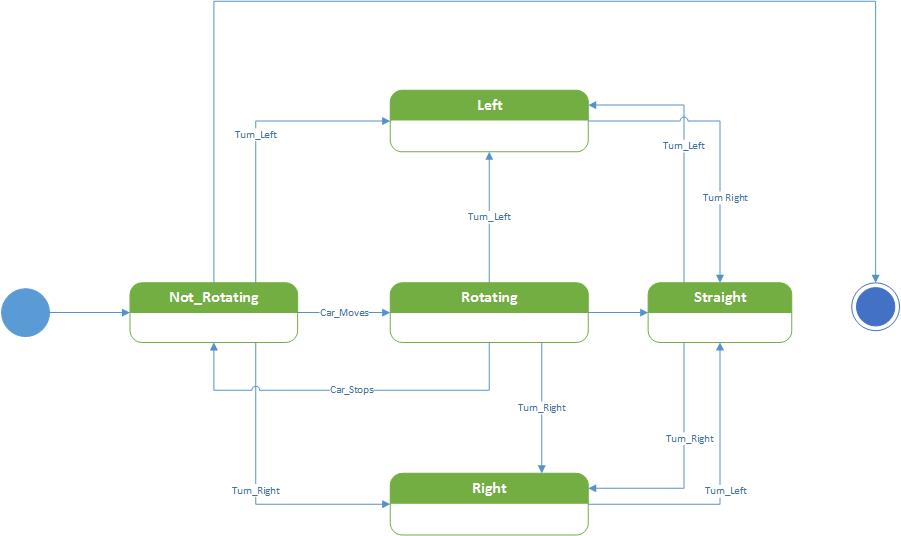 Left
Turn_Left
Turn_Left
Turn Right
Turn_Left
Not_Rotating
Rotating
Straight
Car_Moves
Car_Stops
Turn_Right
Turn_Right
Turn_Right
Turn_Left
Right